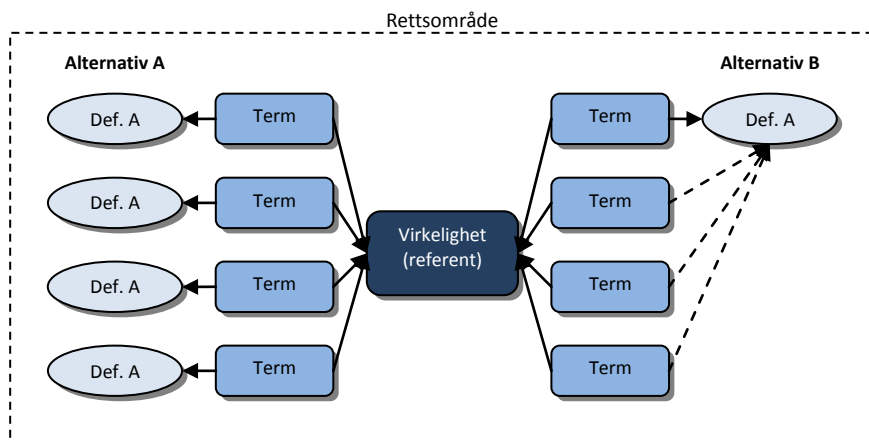 Rettsområde
Alternativ A
Alternativ B
Def. A
Term
Term
Def. A
Def. A
Term
Term
Virkelighet
(referent)
Def. A
Term
Term
Def. A
Term
Term